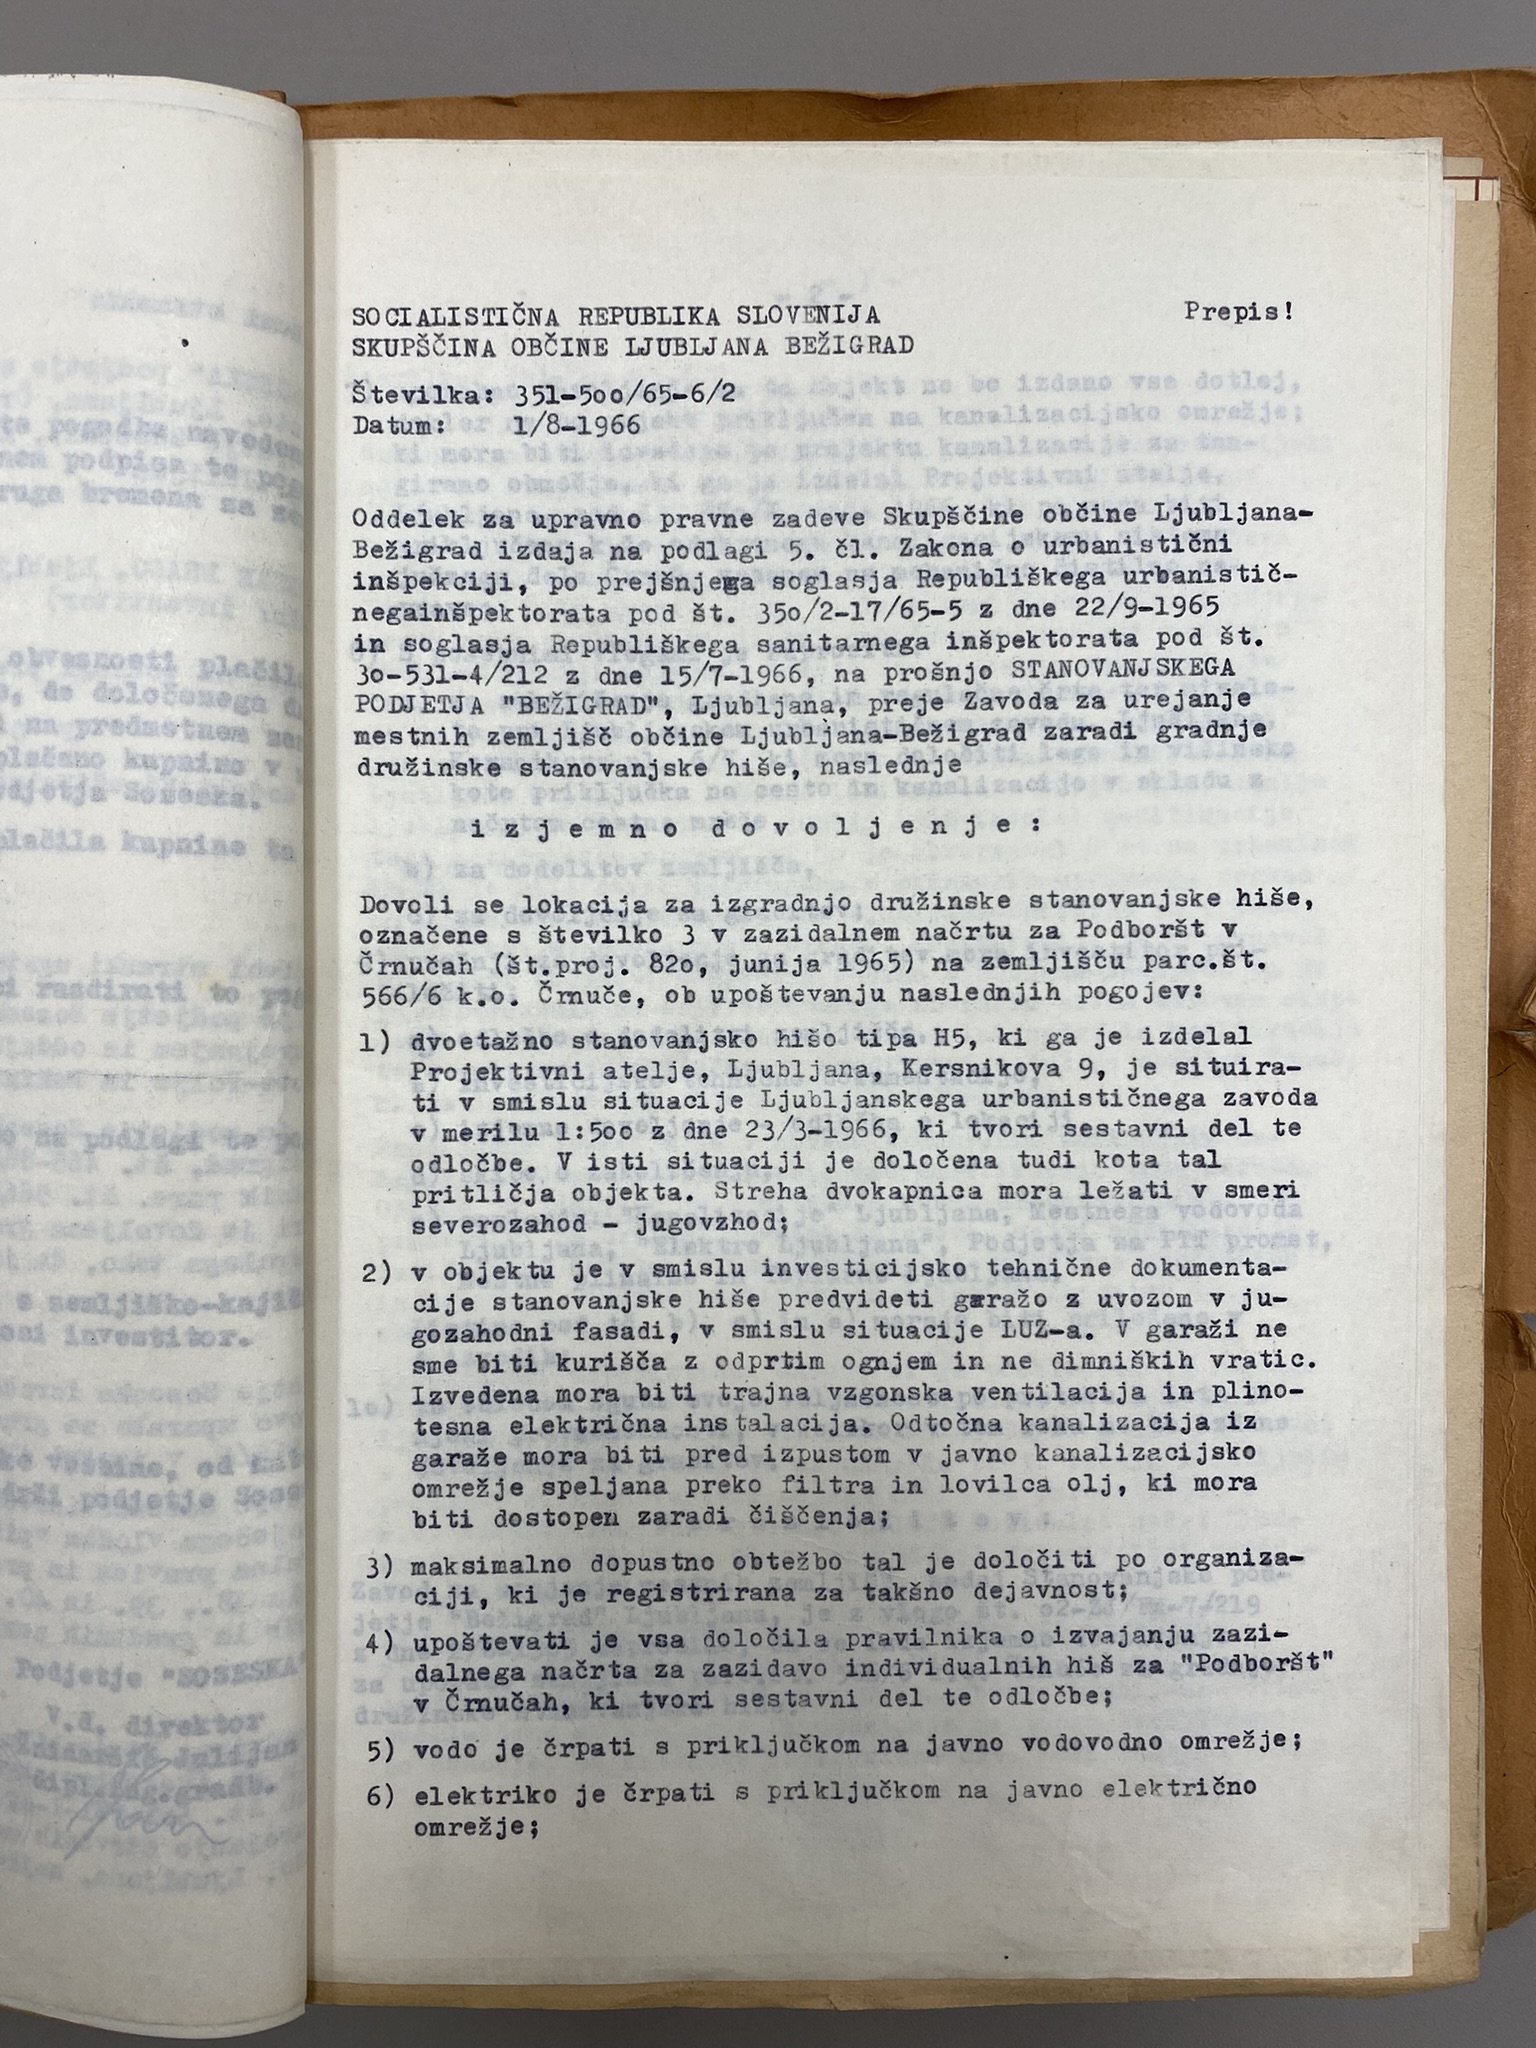 SOCIALISTIČNA REPUBLIKA SLOVENIJA Prepis!
SKUPŠČINA OBČINE LJUBLJANA BEŽIGRAD
Številka: 351-5oo/65-6/2
Datum: 1/8-1966
Oddelek za upravno pravne zadeve Skupščine občine Ljubljana-
Bežigrad izdaja na podlagi 5. čl. Zakona o urbanistični
inšpekciji, po prejšnjega soglasja Republiškega urbanistič-
negainšpektorata pod št. 35o/2-17/65-5 z dne 22/9-1965
in soglasja Republiškega sanitarnega inšpektorata pod št.
3o-531-4/212 z dne 15/7-1966, na prošnjo STANOVANJSKEGA
PODJETJA "BEŽIGRAD", Ljubljana, preje Zavoda za urejanje
mestnih zemljišč občine Ljubljana-Bežigrad zaradi gradnje
družinske stanovanjske hiše, naslednje
i z j e m n o d o v o l j e n j e :
Dovoli se lokacija za izgradnjo družinske stanovanjske hiše,
označene s številko 3 v zazidalnem načrtu za Podboršt v
Črnučah (št.proj. 82o, junija 1965) na zemljišču parc.št.
566/6 k.o. Črnuče, ob upoštevanju naslednjih pogojev:
1) dvoetažno stanovanjsko hišo tipa H5, ki ga je izdelal
Projektivni atelje, Ljubljana, Kersnikova 9, je situira-
ti v smislu situacije Ljubljanskega urbanističnega zavoda
v merilu 1:5oo z dne 23/3-1966, ki tvori sestavni del te
odločbe. V isti situaciji je določena tudi kota tal
pritličja objekta. Streha dvokapnica mora ležati v smeri
severozahod - jugovzhod;
2) v objektu je v smislu investicijsko tehnične dokumenta-
cije stanovanjske hiše predvideti garažo z uvozom v ju-
gozahodni fasadi, v smislu situacije LUZ-a. V garaži ne
sme biti kurišča z odprtim ognjem in ne dimniških vratic.
Izvedena mora biti trajna vzgonska ventilacija in plino-
tesna električna instalacija. Odtočna kanalizacija iz
garaže mora biti pred izpustom v javno kanalizacijsko
omrežje speljana preko filtra in lovilca olj, ki mora
biti dostopen zaradi čiščenja;
3) maksimalno dopustno obtežbo tal je določiti po organiza-
ciji, ki je registrirana za takšno dejavnost;
4) upoštevati je vsa določila pravilnika o izvajanju zazi-
dalnega načrta za zazidavo individualnih hiš za "Podboršt"
v Črnučah, ki tvori sestavni del te odločbe;
5) vodo je črpati s priključkom na javno vodovodno omrežje;
6) elektriko je črpati s priključkom na javno električno
omrežje;